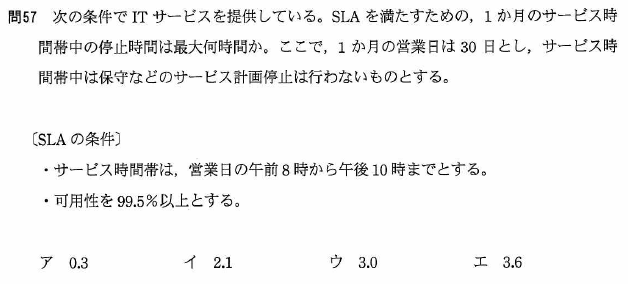 問57 次の条件で IT サービスを提供している。SLA を満たすための，1 か月のサービス時
間帯中の停止時間は最大何時間か。ここで，1 か月の営業日は 30 日とし，サービス時
間帯中は保守などのサービス計画停止は行わないものとする。
〔SLA の条件〕
・サービス時間帯は，営業日の午前 8 時から午後 10 時までとする。
・可用性を 99.5％以上とする。
ア 0.3 イ 2.1 ウ 3.0 エ 3.6